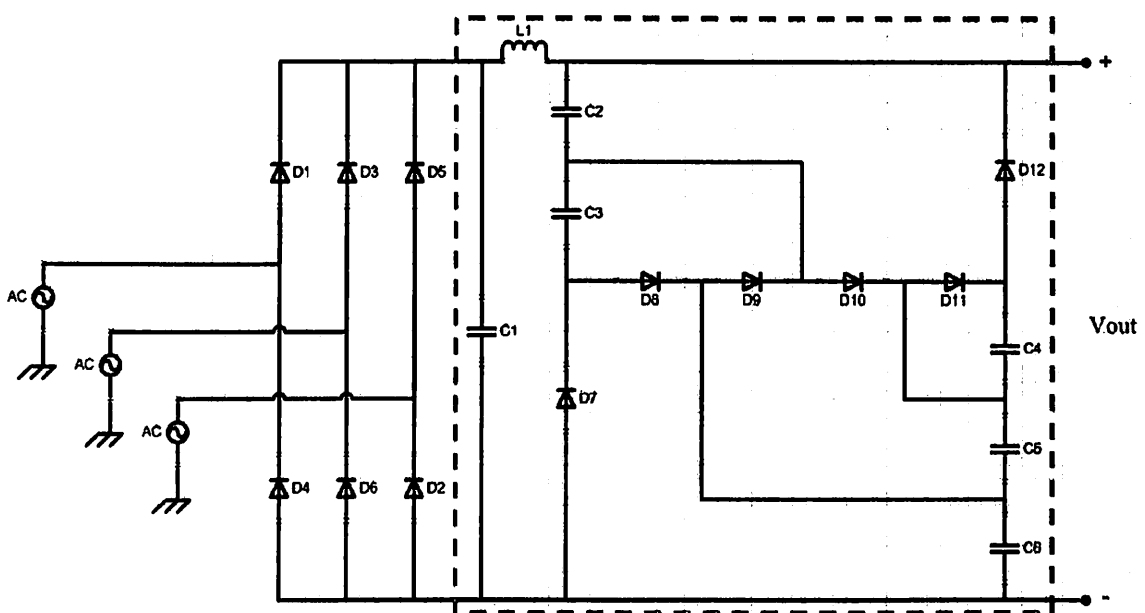 L1
+
C2
D1
D3
D5
D12
C3
AC
D8
D9
D10
D11
C1
Vout
AC
C4
D7
AC
C5
D4
D6
D2
C6
-